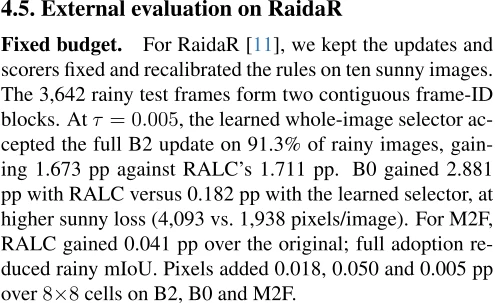 4.5. External evaluation on RaidaR
Fixed budget. For RaidaR [11], we kept the updates and
scorers fixed and recalibrated the rules on ten sunny images.
The 3,642 rainy test frames form two contiguous frame-ID
blocks. At τ = 0.005, the learned whole-image selector ac-
cepted the full B2 update on 91.3% of rainy images, gain-
ing 1.673 pp against RALC's 1.711 pp. B0 gained 2.881
pp with RALC versus 0.182 pp with the learned selector, at
higher sunny loss (4,093 vs. 1,938 pixels/image). For M2F,
RALC gained 0.041 pp over the original; full adoption re-
duced rainy mIoU. Pixels added 0.018, 0.050 and 0.005 pp
over 8×8 cells on B2, B0 and M2F.